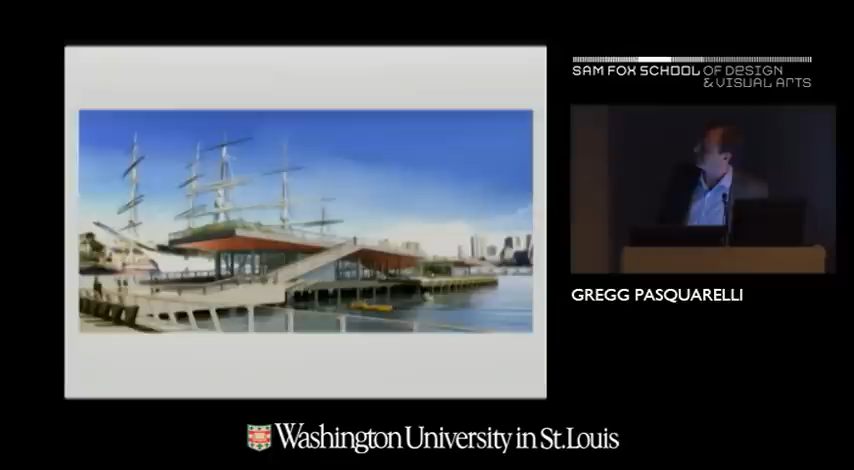 SAM FOX SCHOOL OF DESIGN
& VISUAL ARTS
GREGG PASQUARELLI
Washington University in St. Louis